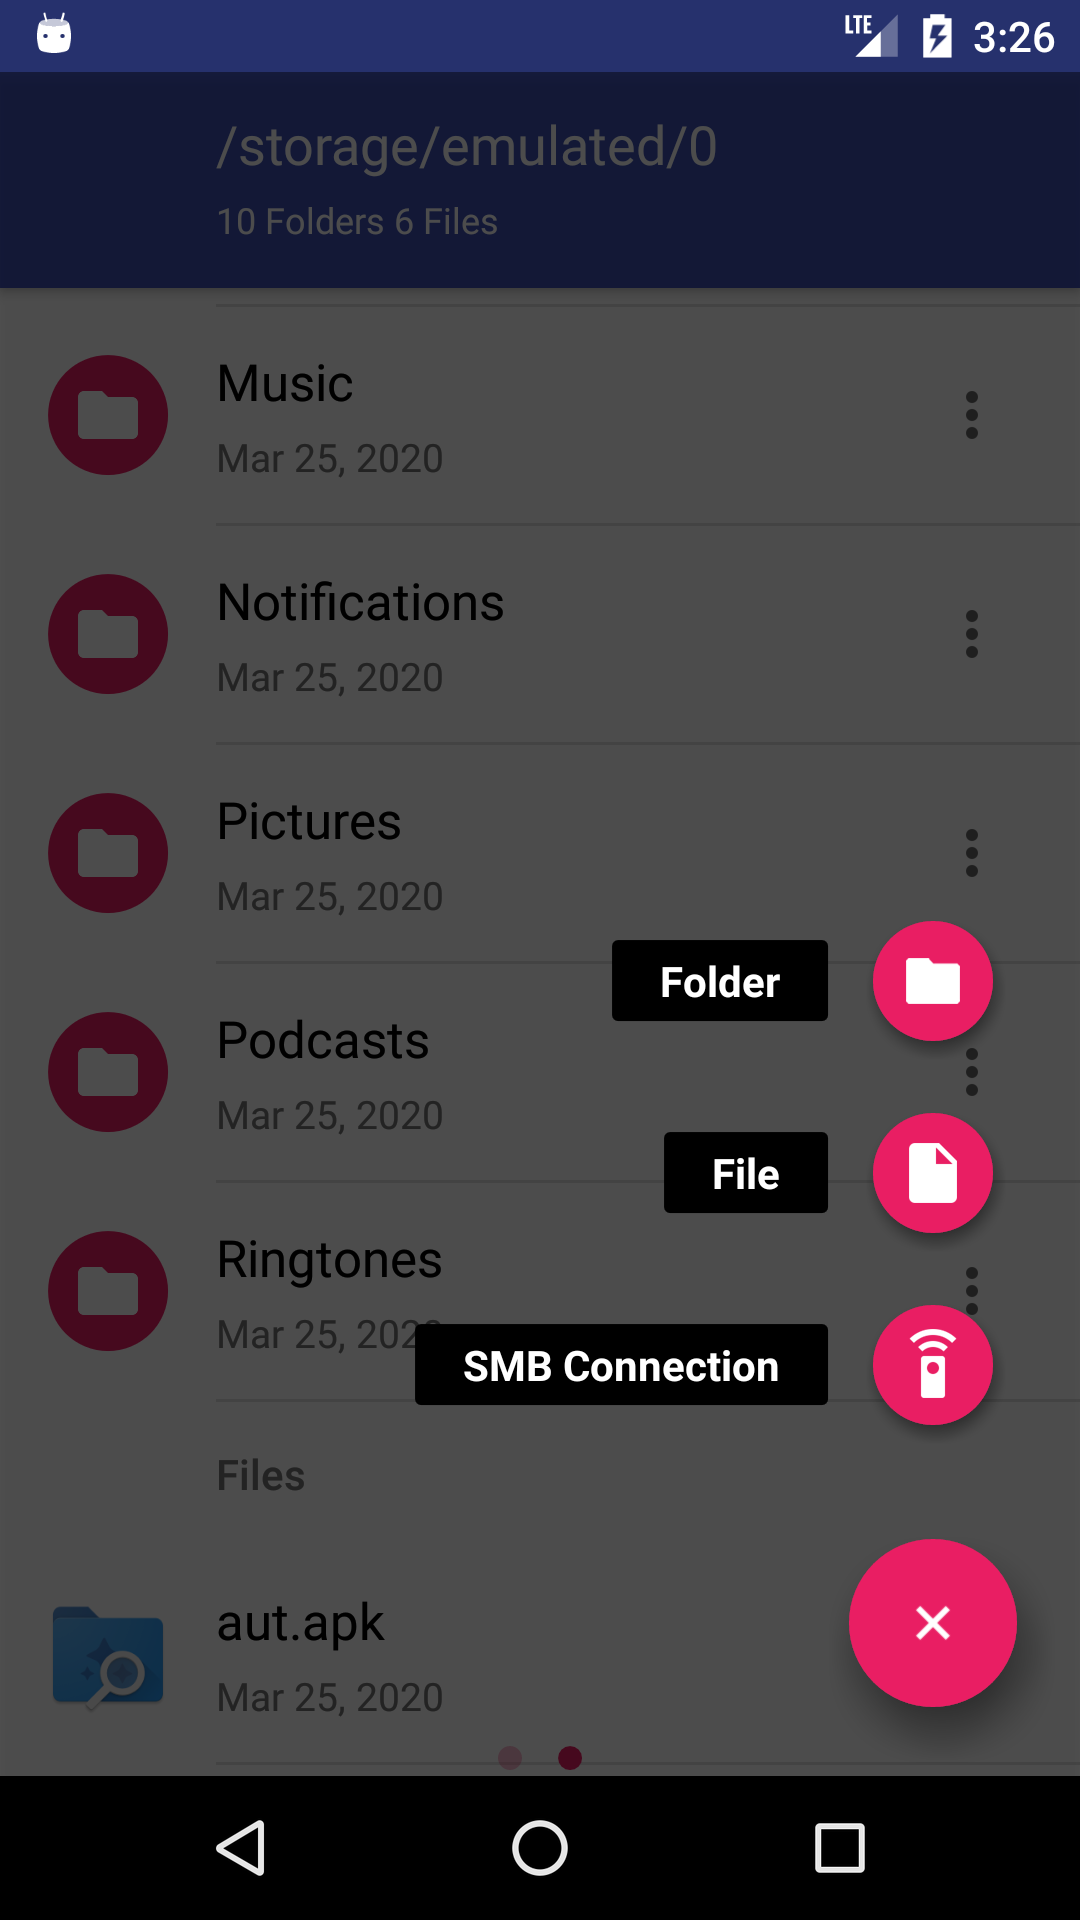 LTE 3:26
/storage/emulated/0
10 Folders 6 Files
Music
Mar 25, 2020
Notifications
Mar 25, 2020
Pictures
Mar 25, 2020
Folder
Podcasts
Mar 25, 2020
File
Ringtones
Mar 25, 202
SMB Connection
Files
aut.apk
Mar 25, 2020